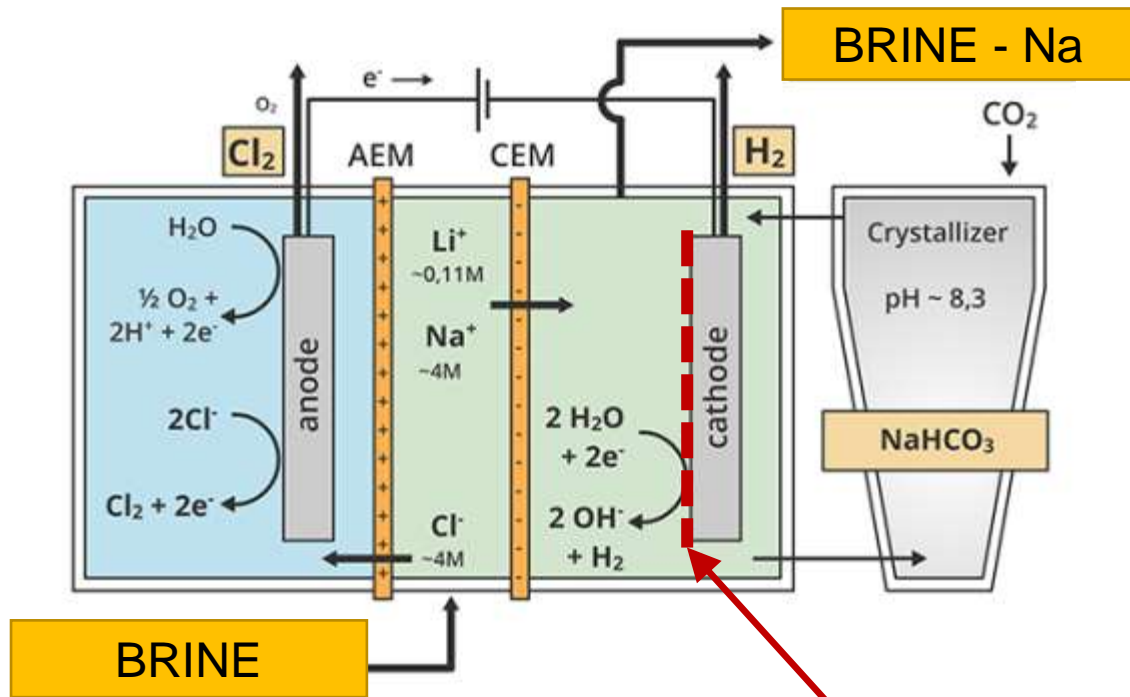 BRINE - Na
e⁻
O₂
Cl₂
AEM
CEM
H₂
CO₂
H₂O
½ O₂ +
2H⁺ + 2e⁻
anode
2Cl⁻
Cl₂ + 2e⁻
Li⁺
~0,11M
Na⁺
~4M
Cl⁻
~4M
2 H₂O
+ 2e⁻
2 OH⁻
+ H₂
cathode
Crystallizer
pH ~ 8,3
NaHCO₃
BRINE